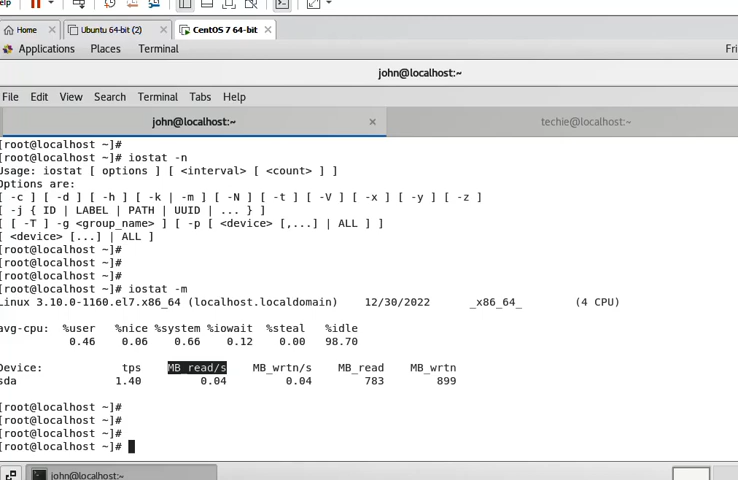 elp
Home
Ubuntu 64-bit (2)
CentOS 7 64-bit
Applications Places Terminal Fri
john@localhost:~
File Edit View Search Terminal Tabs Help
john@localhost:~
techie@localhost:~
[root@localhost ~]#
[root@localhost ~]# iostat -n
Usage: iostat [ options ] [ <interval> [ <count> ] ]
Options are:
[ -c ] [ -d ] [ -h ] [ -k | -m ] [ -N ] [ -t ] [ -V ] [ -x ] [ -y ] [ -z ]
[ -j { ID | LABEL | PATH | UUID | ... } ]
[ [ -T ] -g <group_name> ] [ -p [ <device> [,...] | ALL ] ]
[ <device> [...] | ALL ]
[root@localhost ~]#
[root@localhost ~]#
[root@localhost ~]#
[root@localhost ~]# iostat -m
Linux 3.10.0-1160.el7.x86_64 (localhost.localdomain) 12/30/2022 _x86_64_ (4 CPU)
avg-cpu: %user %nice %system %iowait %steal %idle
0.46 0.06 0.66 0.12 0.00 98.70
Device: tps MB_read/s MB_wrtn/s MB_read MB_wrtn
sda 1.40 0.04 0.04 783 899
[root@localhost ~]#
[root@localhost ~]#
[root@localhost ~]#
[root@localhost ~]#
john@localhost:~